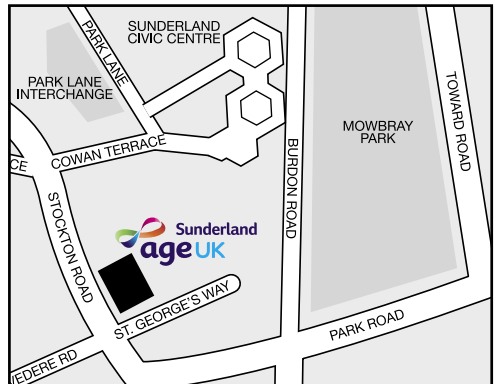 SUNDERLAND
CIVIC CENTRE
PARK LANE
PARK LANE
INTERCHANGE
TOWARD ROAD
MOWBRAY
PARK
CE
COWAN TERRACE
BURDON ROAD
STOCKTON ROAD
Sunderland
age UK
ST. GEORGE'S WAY
PARK ROAD
VEDERE RD